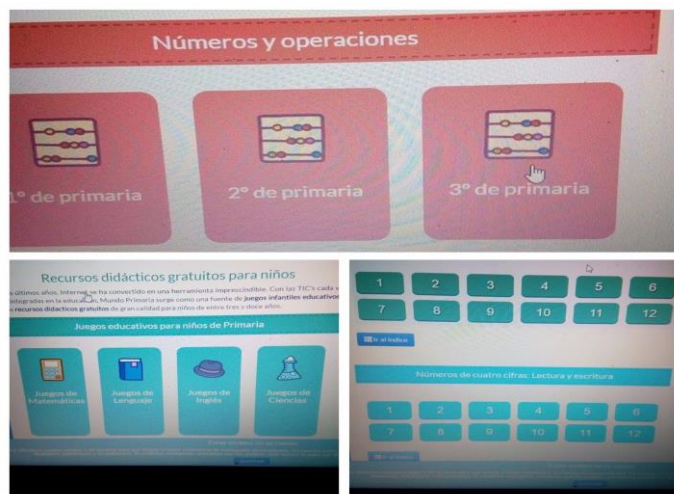 Números y operaciones
1° de primaria
2° de primaria
3° de primaria
Recursos didácticos gratuitos para niños
últimos años, Internet se ha convertido en una herramienta imprescindible. Con las TIC's cada
integradas en la educación, Mundo Primaria surge como una fuente de juegos infantiles educativos
recursos didácticos gratuitos de gran calidad para niños de entre tres y doce años.
Juegos educativos para niños de Primaria
Juegos de Matemáticas
Juegos de Lenguaje
Juegos de Inglés
Juegos de Ciencias
1 2 3 4 5 6
7 8 9 10 11 12
Ir al índice
Números de cuatro cifras: Lectura y escritura
1 2 3 4 5 6
7 8 9 10 11 12
Ir al índice